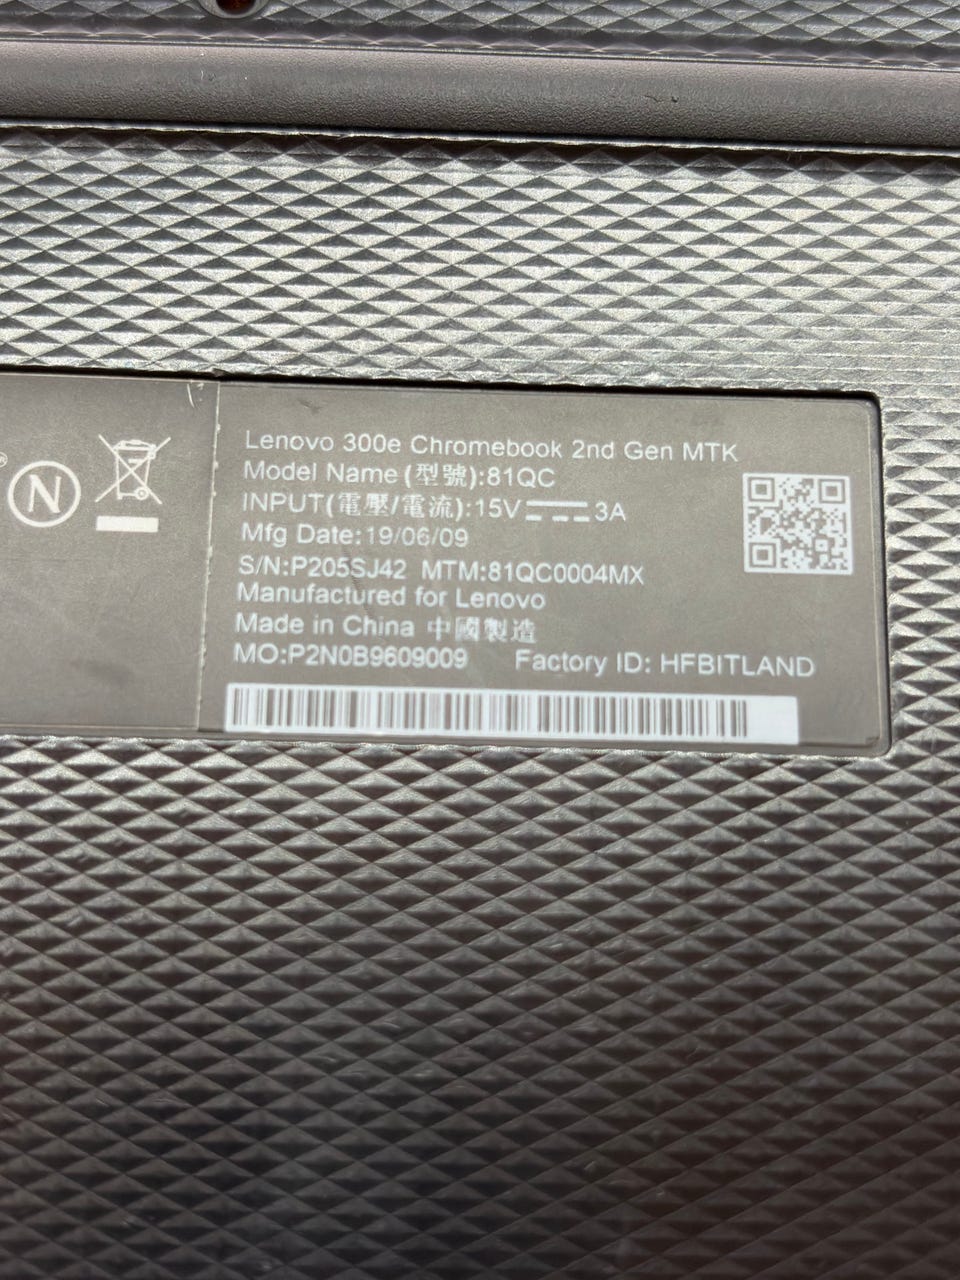 N
Lenovo 300e Chromebook 2nd Gen MTK
Model Name(型號):81QC
INPUT(電壓/電流):15V 3A
Mfg Date:19/06/09
S/N:P205SJ42 MTM:81QC0004MX
Manufactured for Lenovo
Made in China 中國製造
MO:P2N0B9609009 Factory ID: HFBITLAND